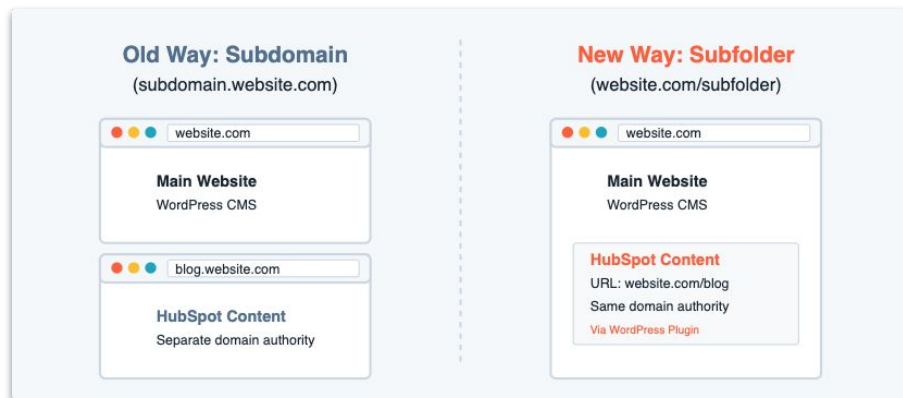 Old Way: Subdomain
(subdomain.website.com)
website.com
Main Website
WordPress CMS
blog.website.com
HubSpot Content
Separate domain authority
New Way: Subfolder
(website.com/subfolder)
website.com
Main Website
WordPress CMS
HubSpot Content
URL: website.com/blog
Same domain authority
Via WordPress Plugin